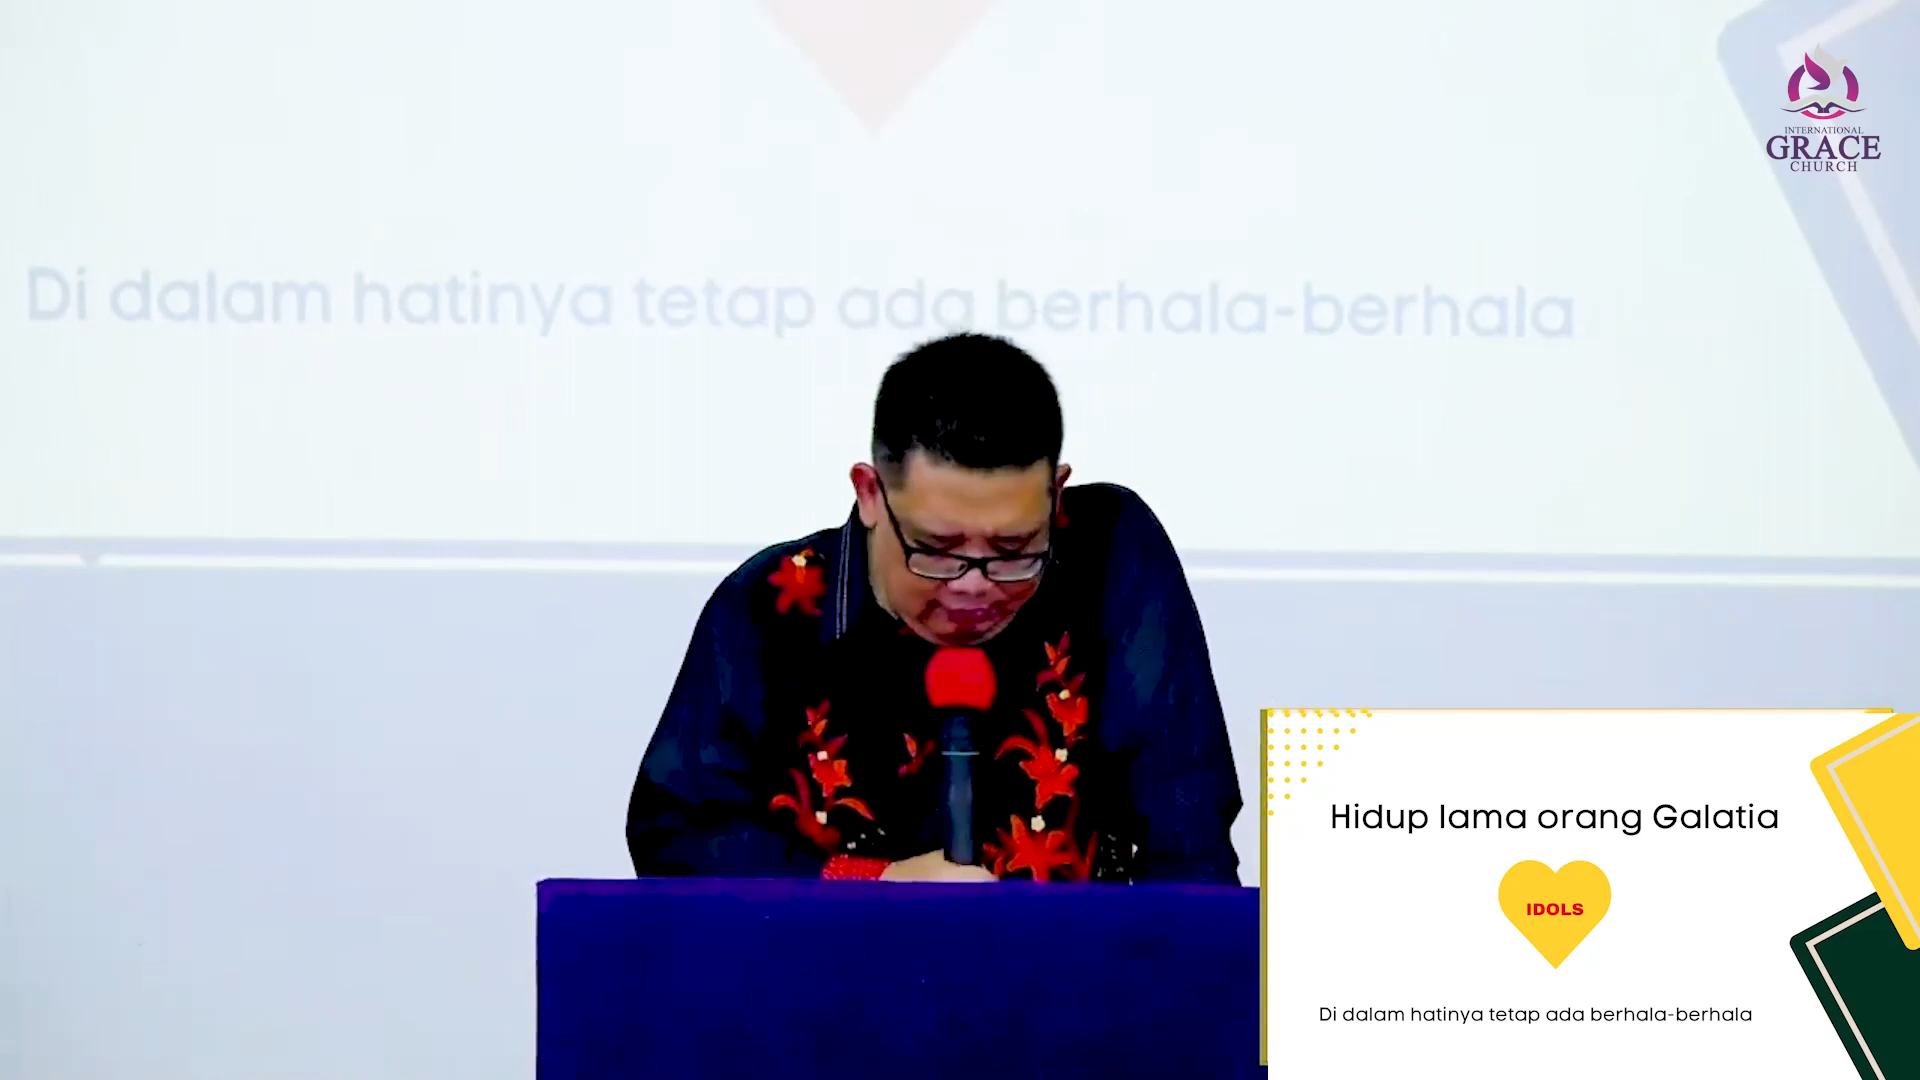 INTERNATIONAL
GRACE
CHURCH
Di dalam hatinya tetap ada berhala-berhala
Hidup lama orang Galatia
IDOLS
Di dalam hatinya tetap ada berhala-berhala